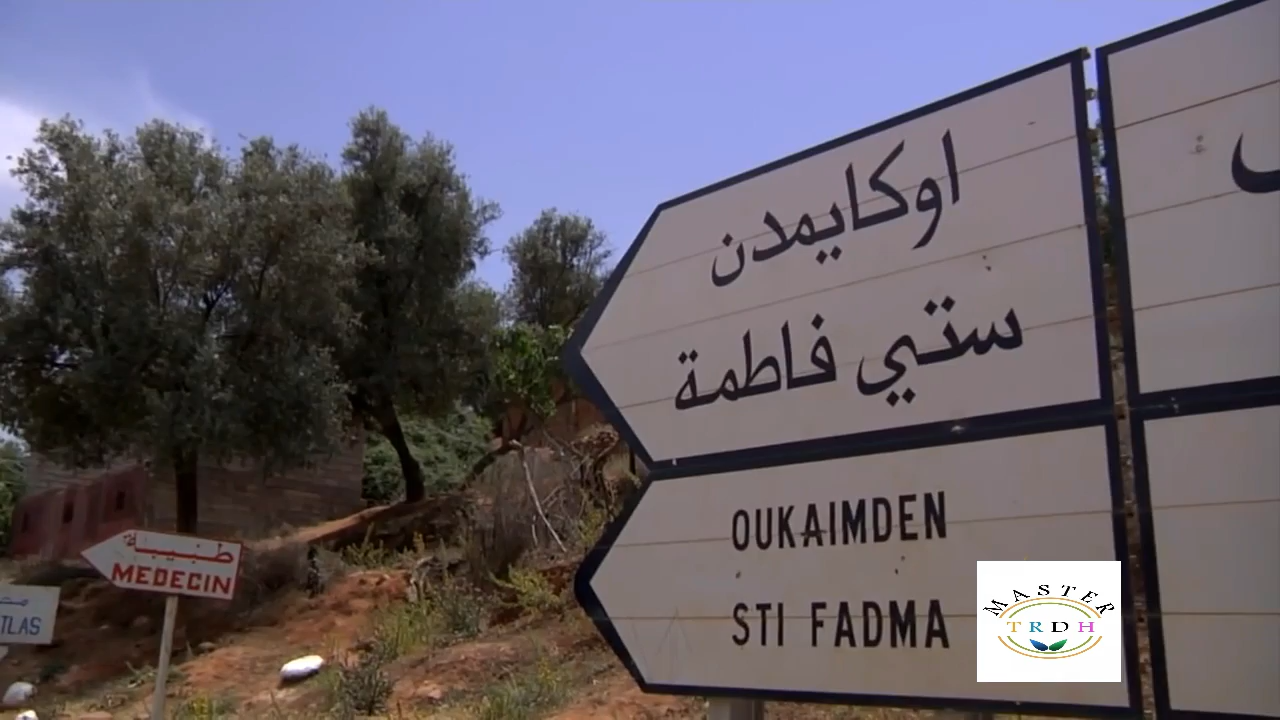 اوكايمدن
ستي فاطمة
OUKAIMDEN
STI FADMA
طبيبة
MEDECIN
TLAS
MASTER
TRDH